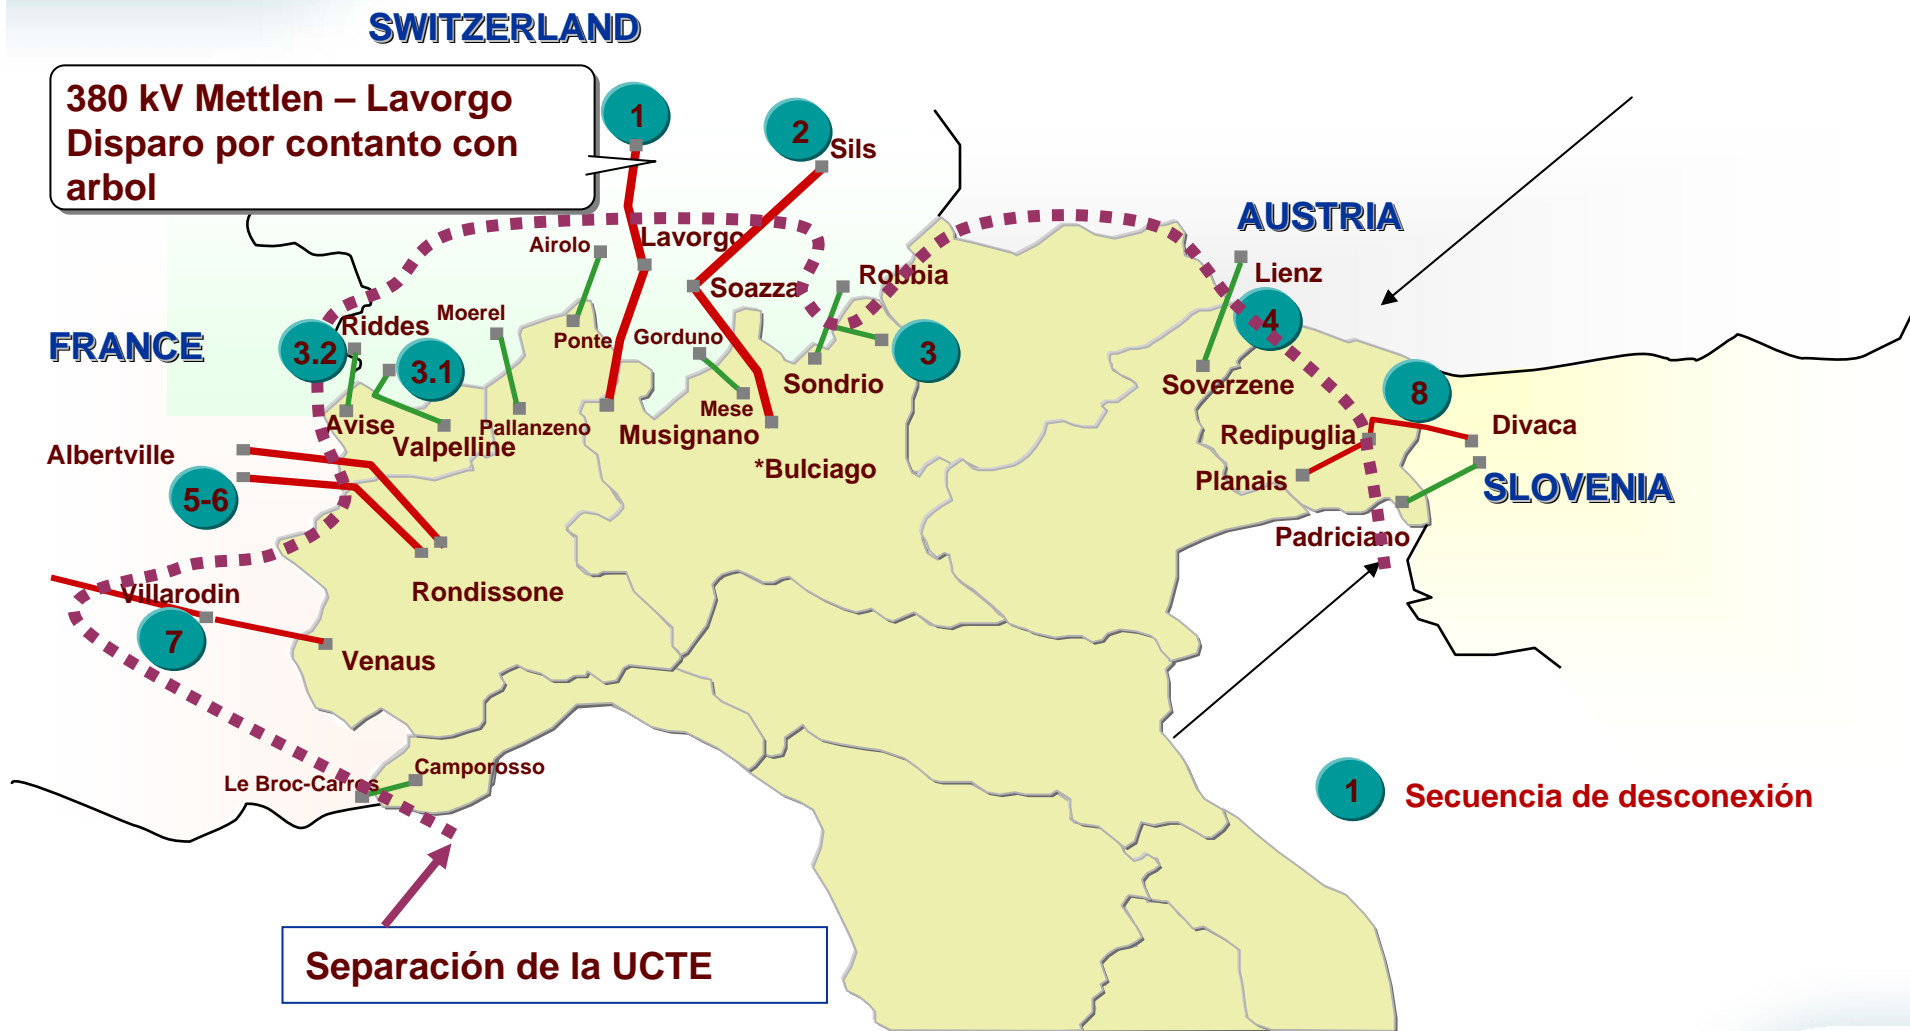 SWITZERLAND
380 kV Mettlen – Lavorgo
Disparo por contanto con
arbol
1
2
Sils
AUSTRIA
Airolo
Lavorgo
Lienz
Robbia
Soazza
Moerel
Riddes
FRANCE
3.2
3.1
Ponte
Gorduno
3
4
Sondrio
Soverzene
8
Mese
Avise
Valpelline
Pallanzeno
Musignano
Redipuglia
Divaca
Albertville
*Bulciago
Planais
SLOVENIA
5-6
Padriciano
Villarodin
Rondissone
7
Venaus
Camporosso
Le Broc-Carros
1
Secuencia de desconexión
Separación de la UCTE